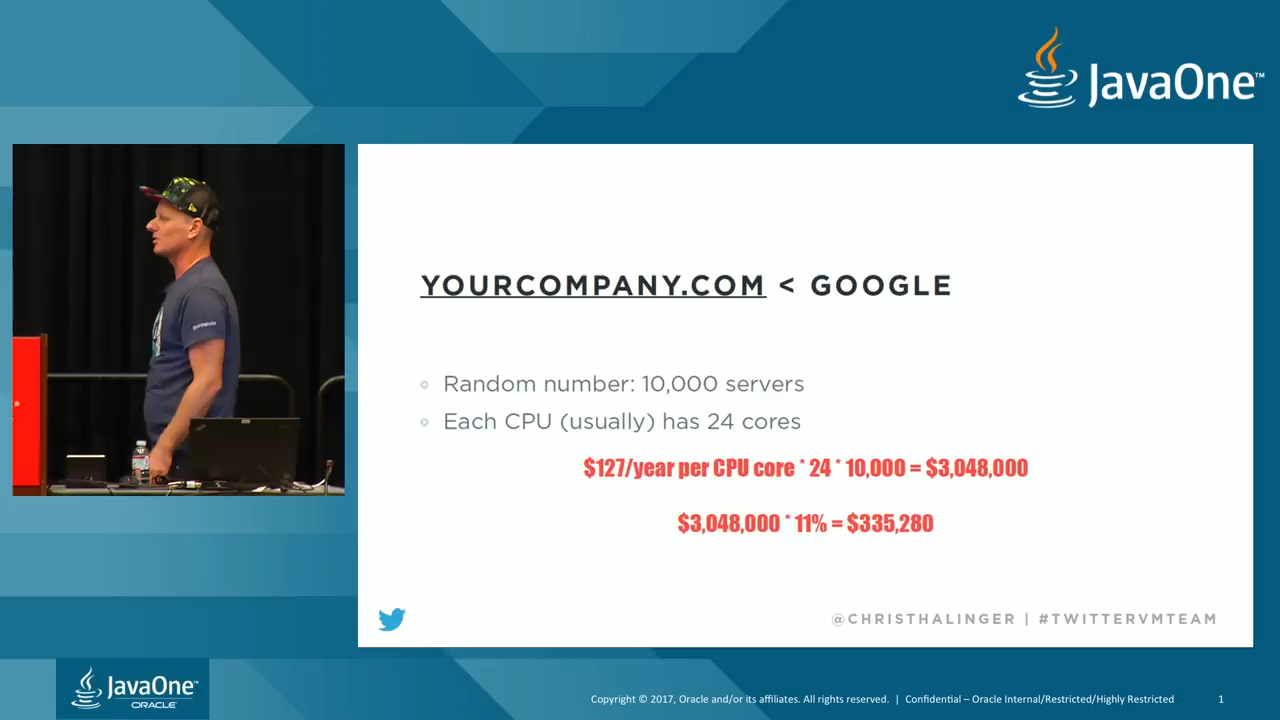 JavaOne™
YOURCOMPANY.COM < GOOGLE
Random number: 10,000 servers
Each CPU (usually) has 24 cores
$127/year per CPU core * 24 * 10,000 = $3,048,000
$3,048,000 * 11% = $335,280
@CHRISTHALINGER | #TWITTERVMTEAM
JavaOne™
ORACLE
Copyright © 2017, Oracle and/or its affiliates. All rights reserved. | Confidential – Oracle Internal/Restricted/Highly Restricted 1